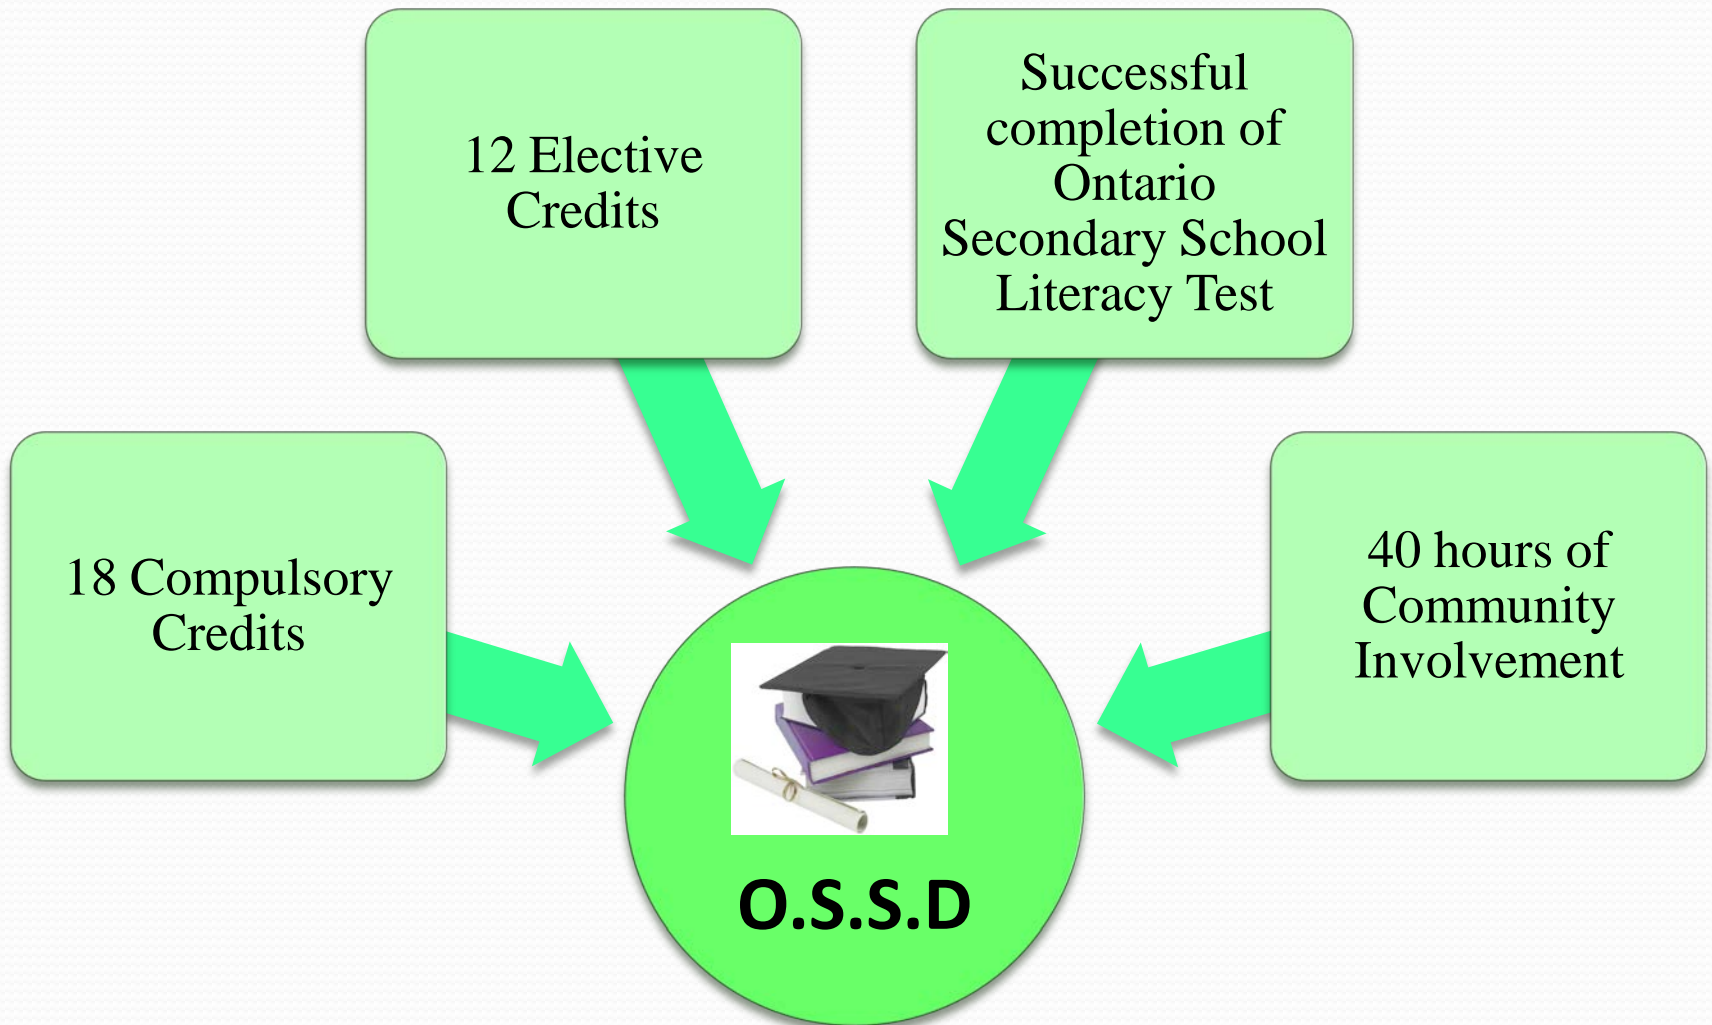 12 Elective
Credits
Successful
completion of
Ontario
Secondary School
Literacy Test
18 Compulsory
Credits
40 hours of
Community
Involvement
O.S.S.D